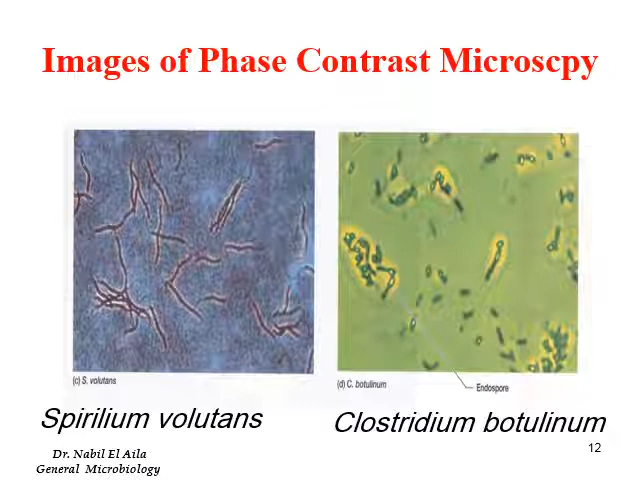 Images of Phase Contrast Microscpy
(c) S. volutans
(d) C. botulinum
Endospore
Spirilium volutans
Clostridium botulinum
Dr. Nabil El Aila
General Microbiology
12